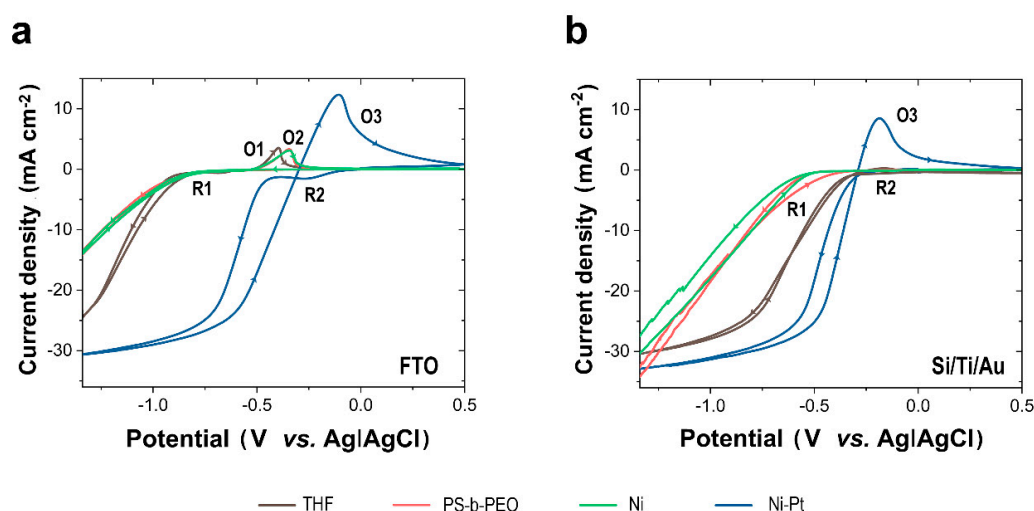 a
b
Current density (mA cm-2)
10
0
-10
-20
-30
O1
O2
O3
R1
R2
FTO
-1.0
-0.5
0.0
0.5
Potential (V vs. Ag|AgCl)
Current density (mA cm-2)
10
0
-10
-20
-30
O3
R1
R2
Si/Ti/Au
-1.0
-0.5
0.0
0.5
Potential (V vs. Ag|AgCl)
THF
PS-b-PEO
Ni
Ni-Pt